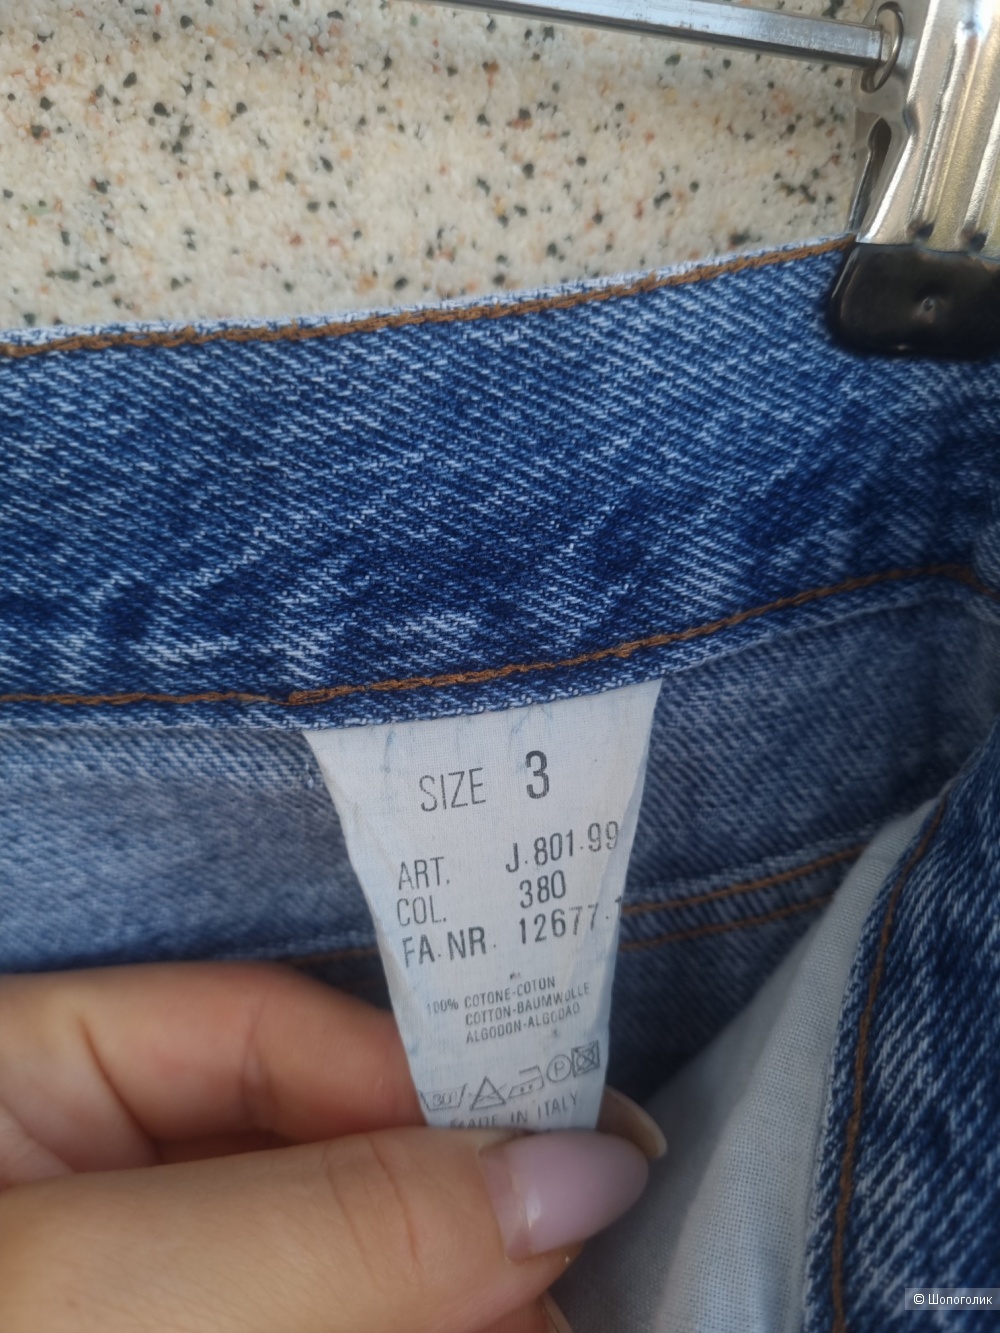 SIZE 3
ART. J.801.99
COL. 380
FA.NR. 12677.
100% COTONE-COTON
COTTON-BAUMWOLLE
ALGODON-ALGODAO
30° P
MADE IN ITALY
© Шопоголик